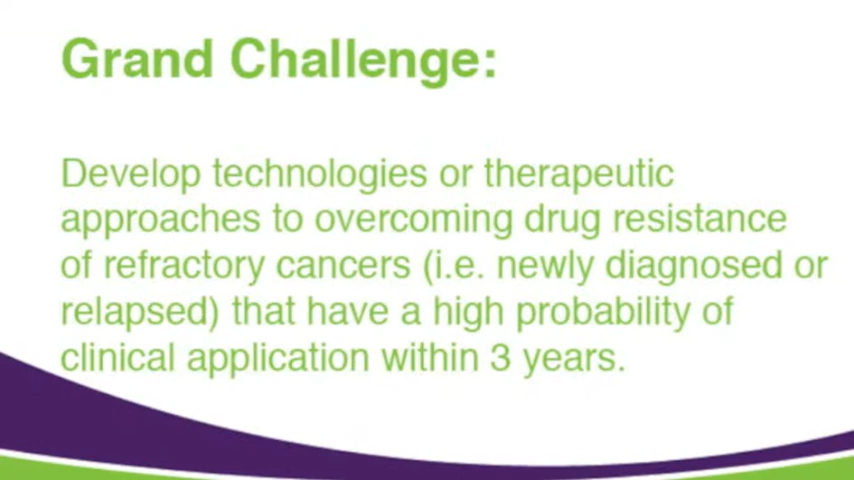 Grand Challenge:
Develop technologies or therapeutic
approaches to overcoming drug resistance
of refractory cancers (i.e. newly diagnosed or
relapsed) that have a high probability of
clinical application within 3 years.